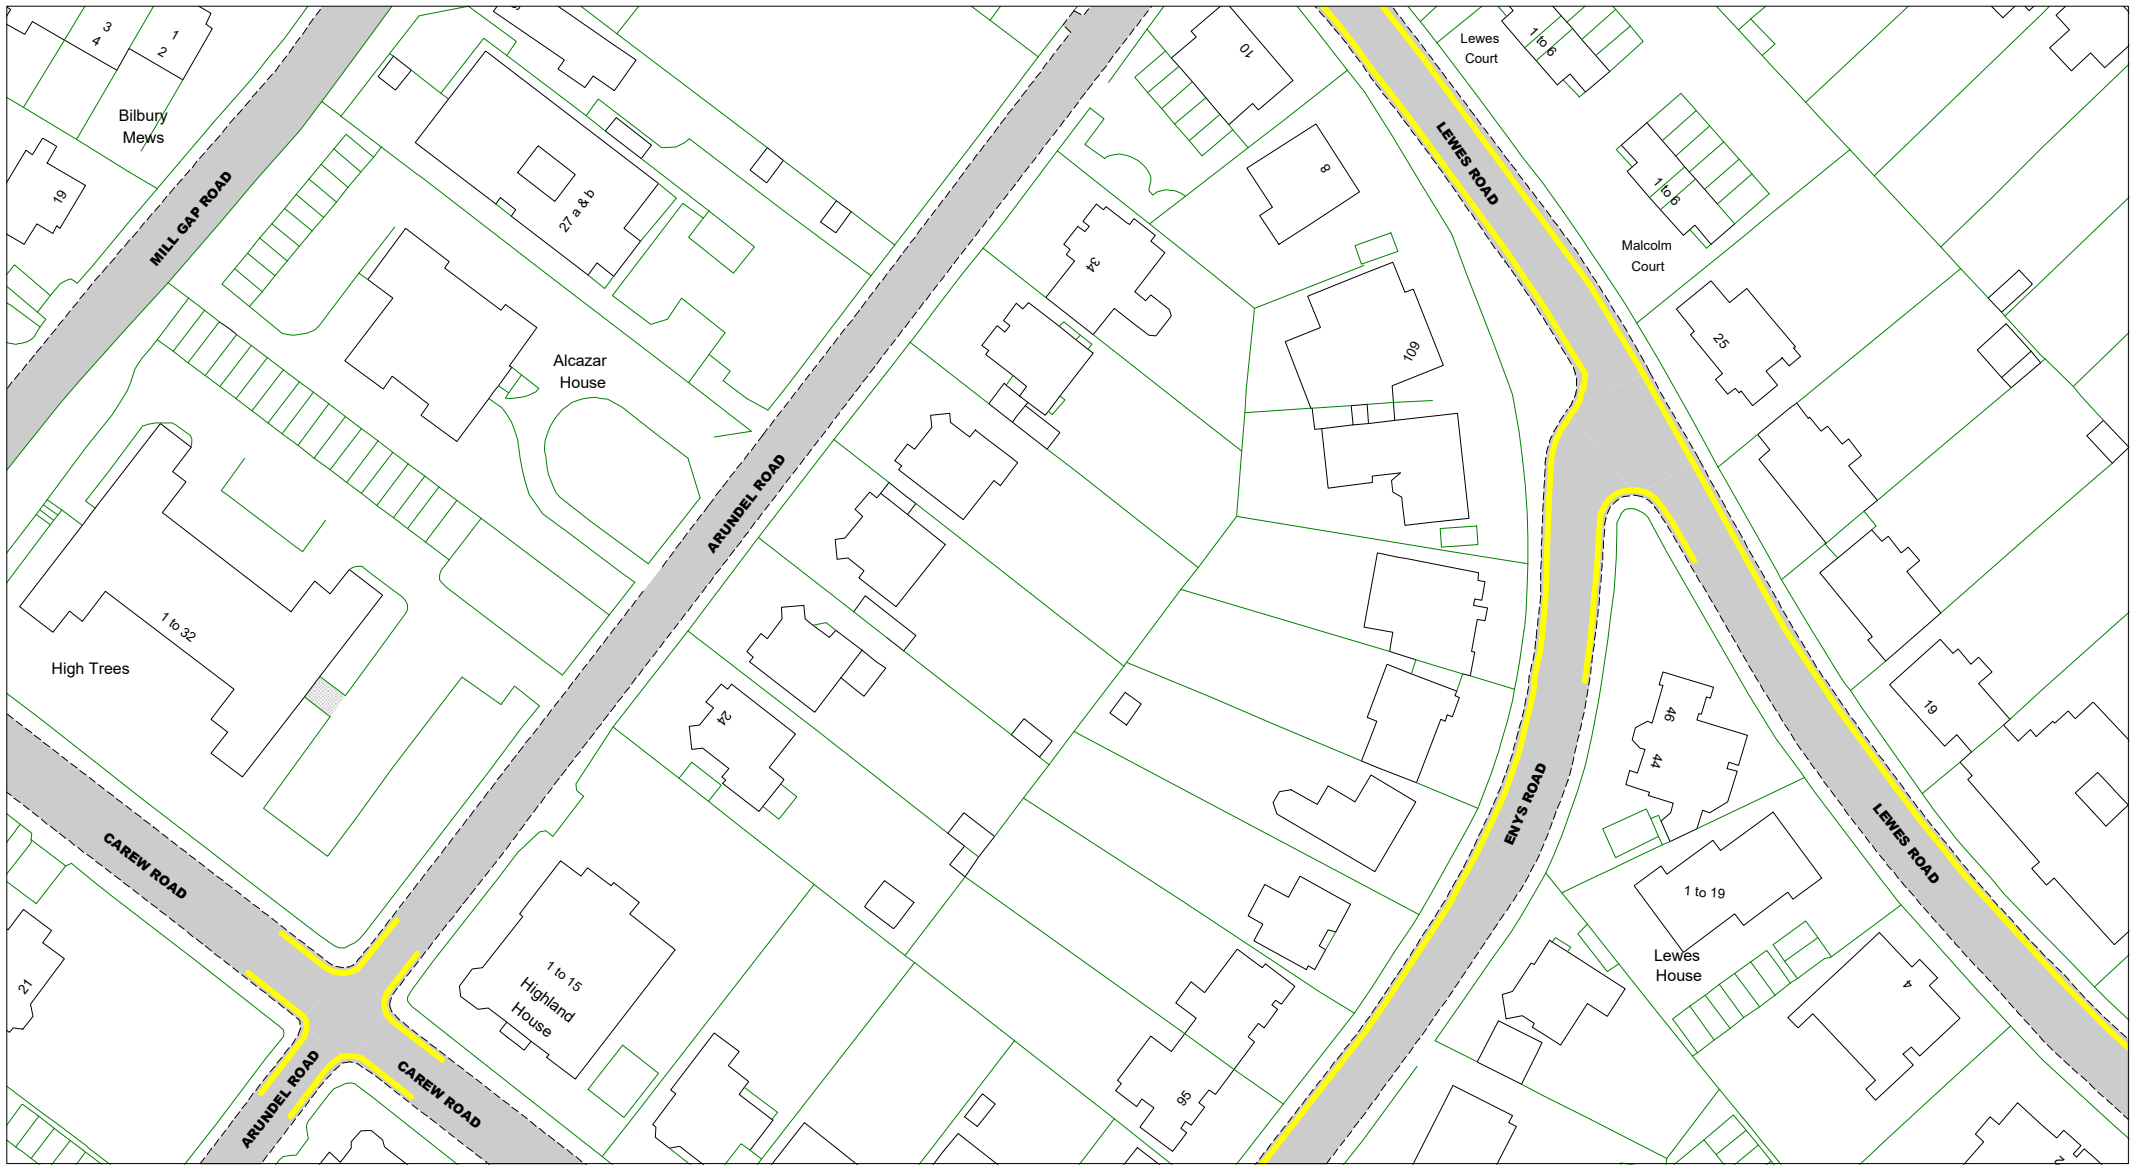 3
4
1
2
Bilbury
Mews
19
MILL GAP ROAD
27 a & b
Alcazar
House
1 to 32
High Trees
CAREW ROAD
21
ARUNDEL ROAD
CAREW ROAD
ARUNDEL ROAD
1 to 15
Highland
House
24
34
10
8
109
LEWES ROAD
Lewes
Court
1 to 6
1 to 6
Malcolm
Court
25
19
46
44
ENYS ROAD
LEWES ROAD
1 to 19
Lewes
House
4
95
2